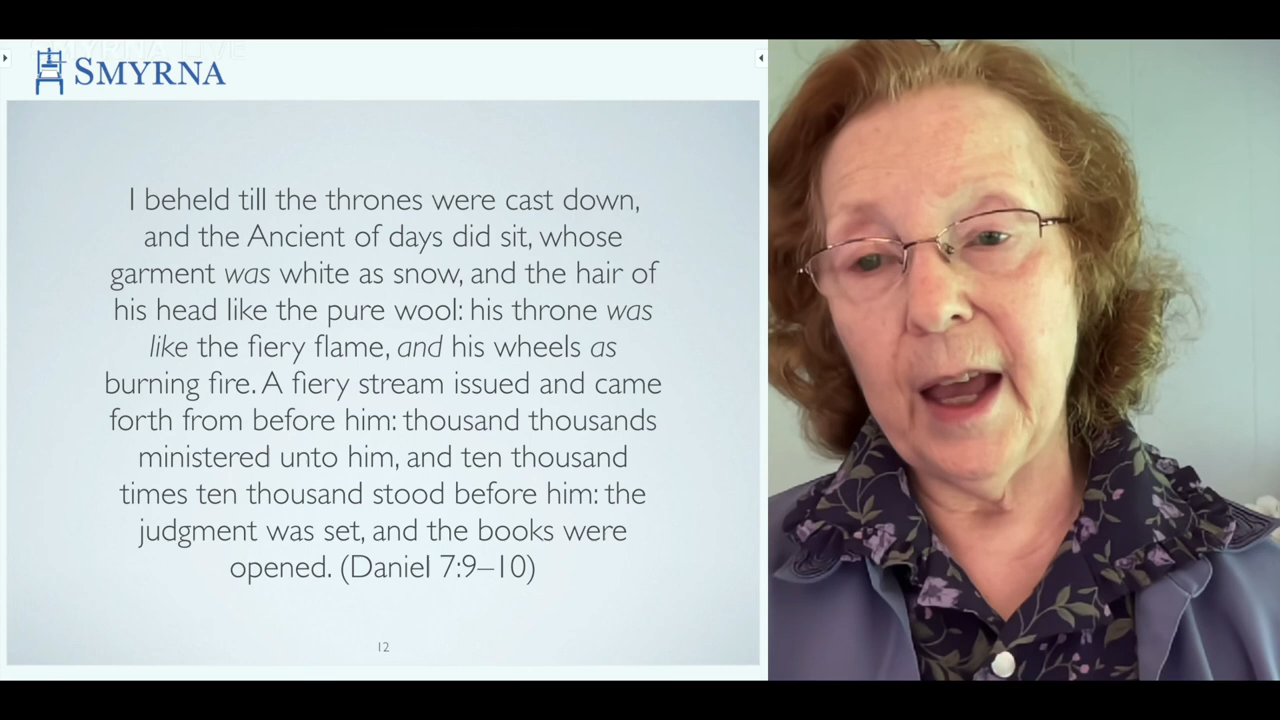 SMYRNA
I beheld till the thrones were cast down,
and the Ancient of days did sit, whose
garment was white as snow, and the hair of
his head like the pure wool: his throne was
like the fiery flame, and his wheels as
burning fire. A fiery stream issued and came
forth from before him: thousand thousands
ministered unto him, and ten thousand
times ten thousand stood before him: the
judgment was set, and the books were
opened. (Daniel 7:9–10)
12